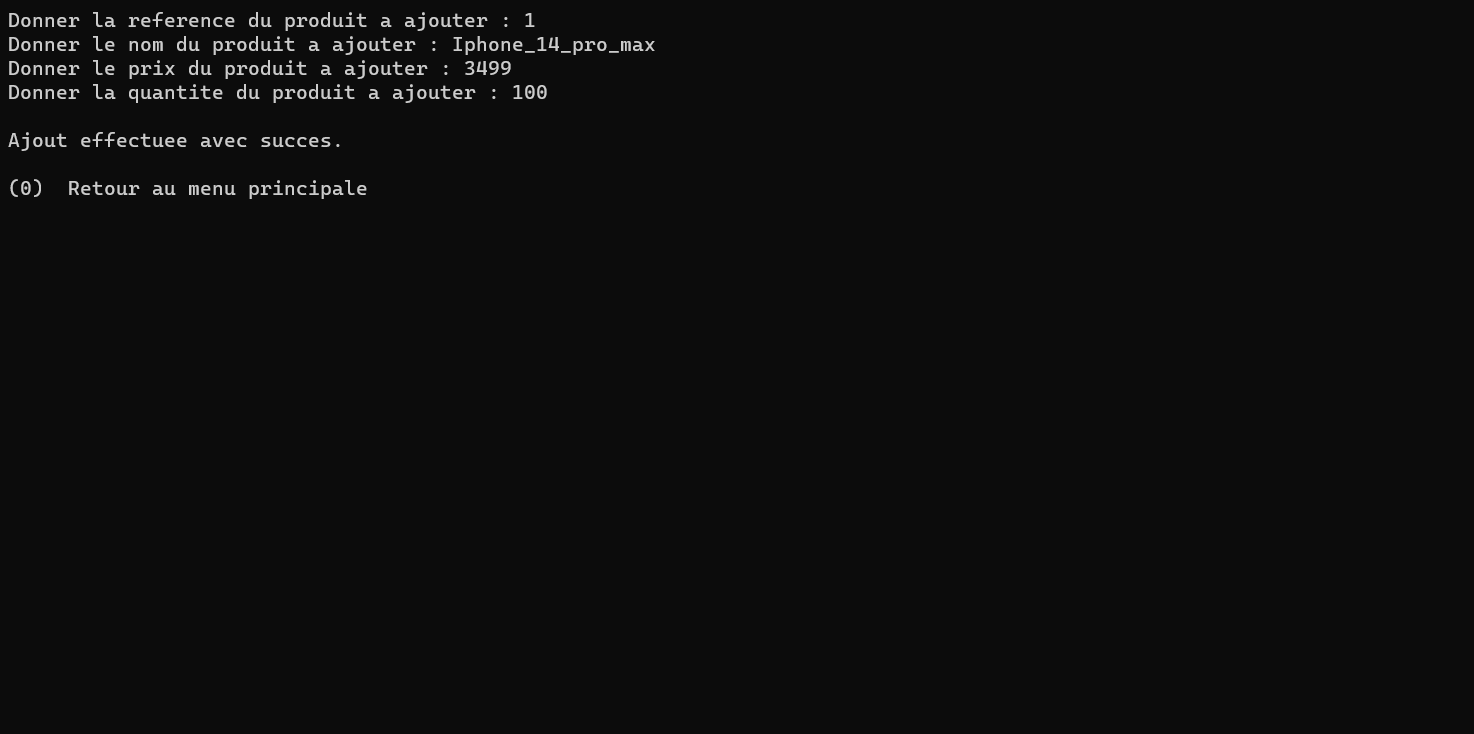 Donner la reference du produit a ajouter : 1
Donner le nom du produit a ajouter : Iphone_14_pro_max
Donner le prix du produit a ajouter : 3499
Donner la quantite du produit a ajouter : 100
Ajout effectuee avec succes.
(0)  Retour au menu principale